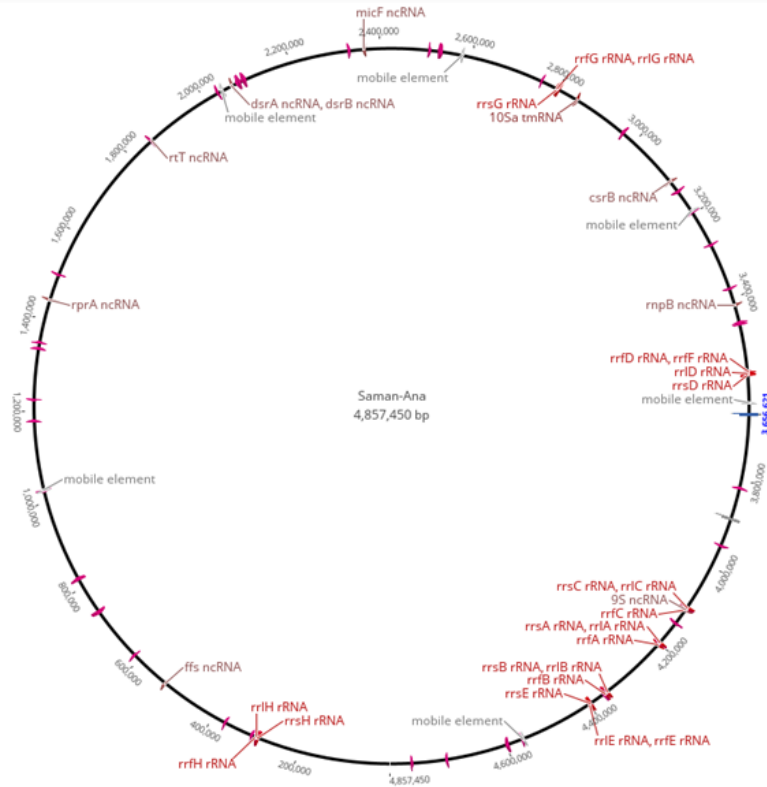 micF ncRNA
2,400,000
2,200,000
2,600,000
rrfG rRNA, rrlG rRNA
mobile element
2,800,000
2,000,000
dsrA ncRNA, dsrB ncRNA
rrsG rRNA
mobile element
10Sa tmRNA
3,000,000
1,800,000
rtT ncRNA
csrB ncRNA
3,200,000
mobile element
1,600,000
3,400,000
rprA ncRNA
rnpB ncRNA
1,400,000
rrfD rRNA, rrfF rRNA
rrlD rRNA
rrsD rRNA
Saman-Ana
mobile element
1,200,000
4,857,450 bp
mobile element
3,800,000
1,000,000
4,000,000
rrsC rRNA, rrlC rRNA
800,000
9S ncRNA
rrfC rRNA
rrsA rRNA, rrlA rRNA
rrfA rRNA
4,200,000
600,000
ffs ncRNA
rrsB rRNA, rrlB rRNA
rrfB rRNA
rrsE rRNA
rrlH rRNA
4,400,000
400,000
rrsH rRNA
mobile element
rrlE rRNA, rrfE rRNA
rrfH rRNA
200,000
4,600,000
4,857,450